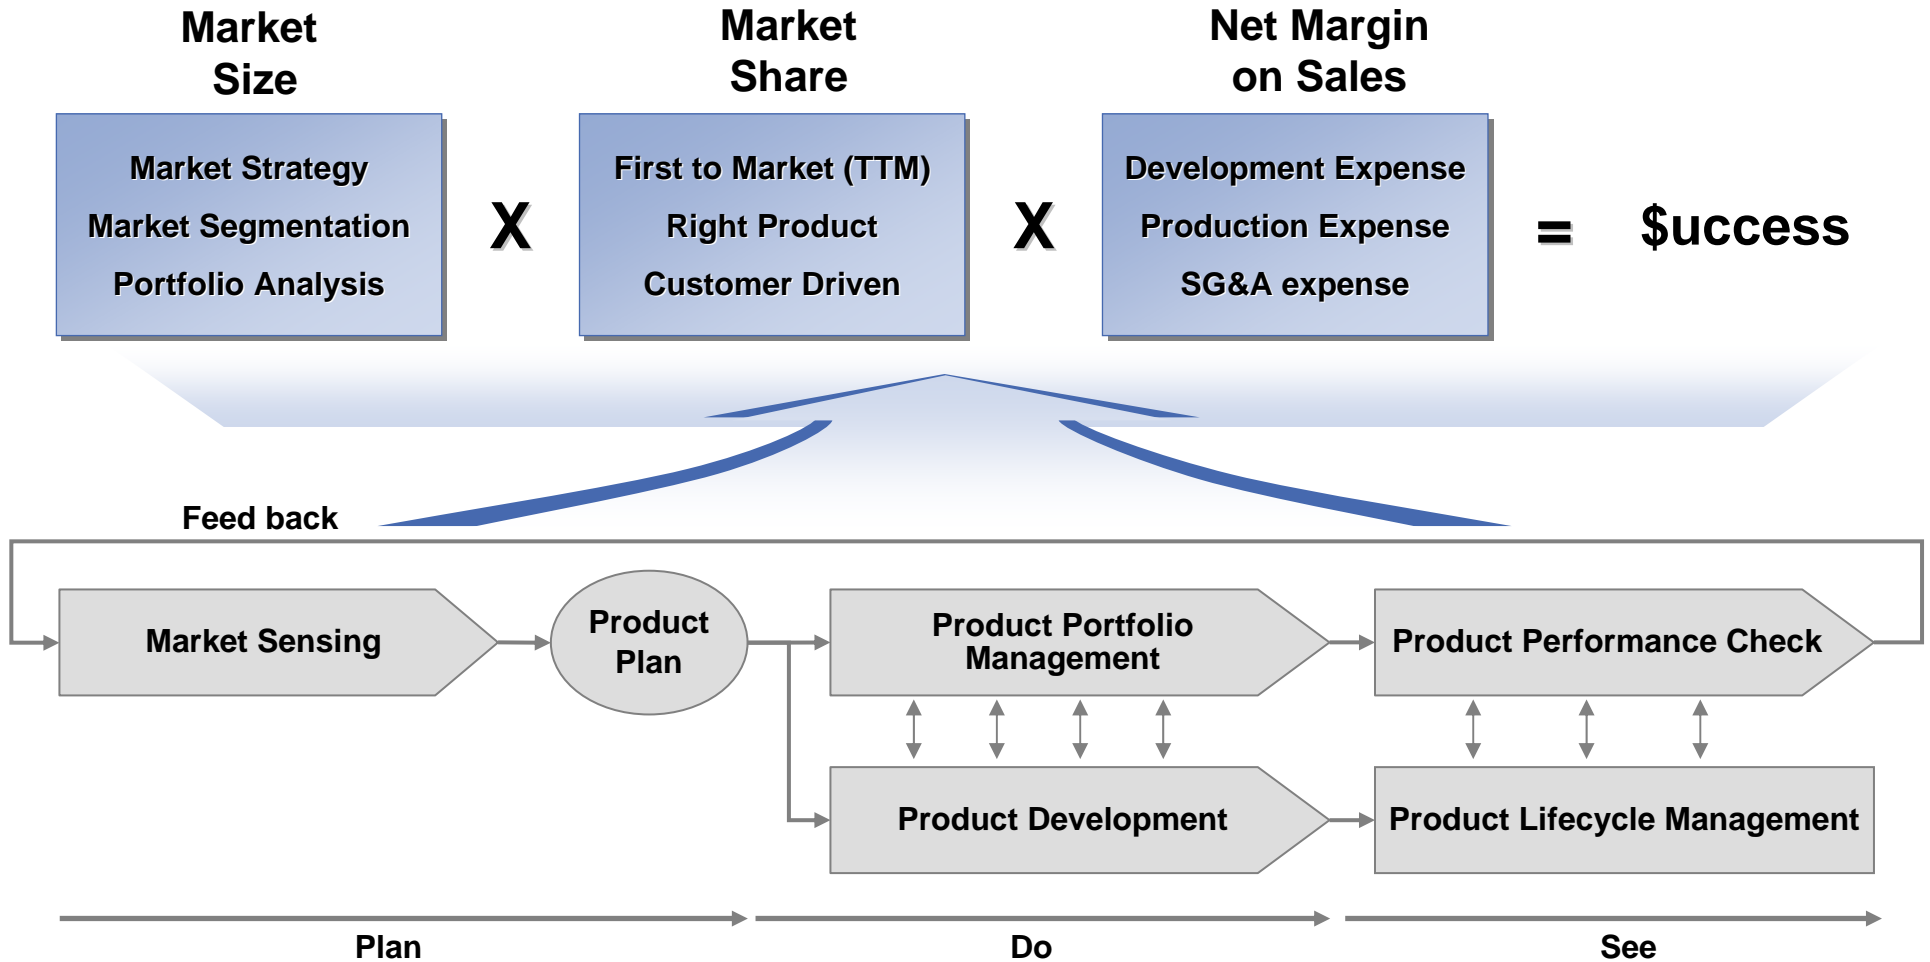 Market
Size
Market
Share
Net Margin
on Sales
Market Strategy
Market Segmentation
Portfolio Analysis
X
First to Market (TTM)
Right Product
Customer Driven
X
Development Expense
Production Expense
SG&A expense
=
$uccess
Feed back
Market Sensing
Product
Plan
Product Portfolio
Management
Product Performance Check
Product Development
Product Lifecycle Management
Plan
Do
See